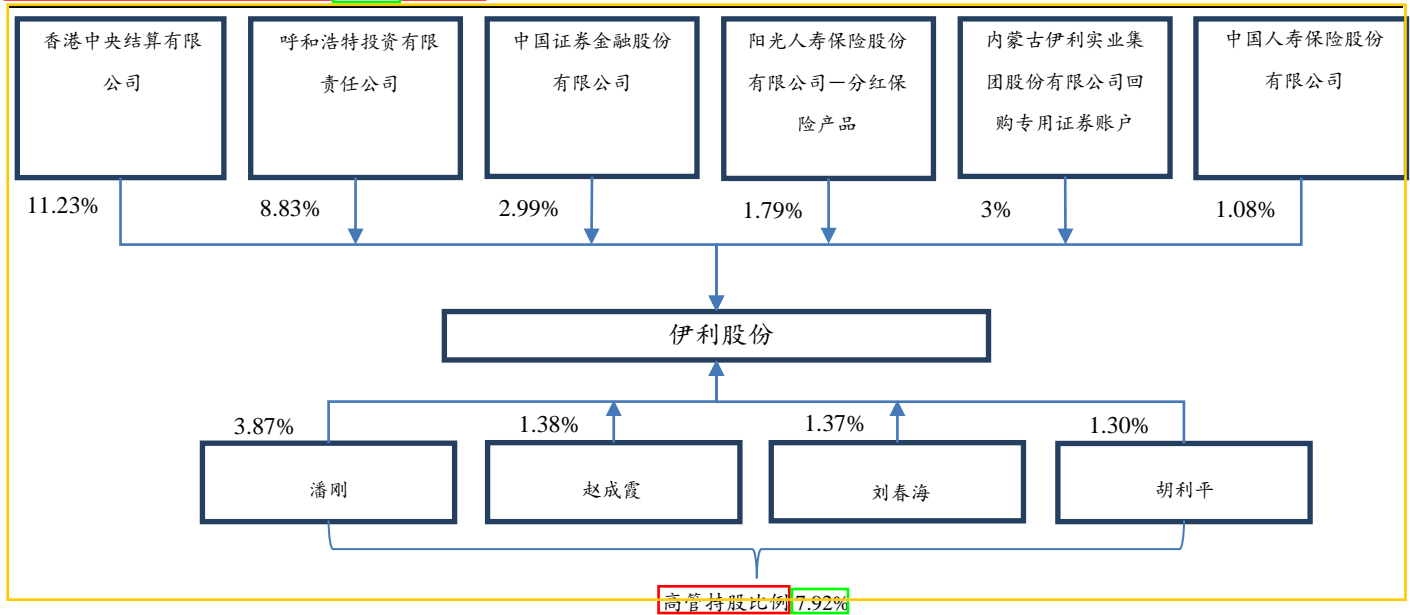 香港中央结算有限
公司
呼和浩特投资有限
责任公司
中国证券金融股份
有限公司
阳光人寿保险股份
有限公司－分红保
险产品
内蒙古伊利实业集
团股份有限公司回
购专用证券账户
中国人寿保险股份
有限公司
11.23%
8.83%
2.99%
1.79%
3%
1.08%
伊利股份
3.87%
1.38%
1.37%
1.30%
潘刚
赵成霞
刘春海
胡利平
高管持股比例 7.92%